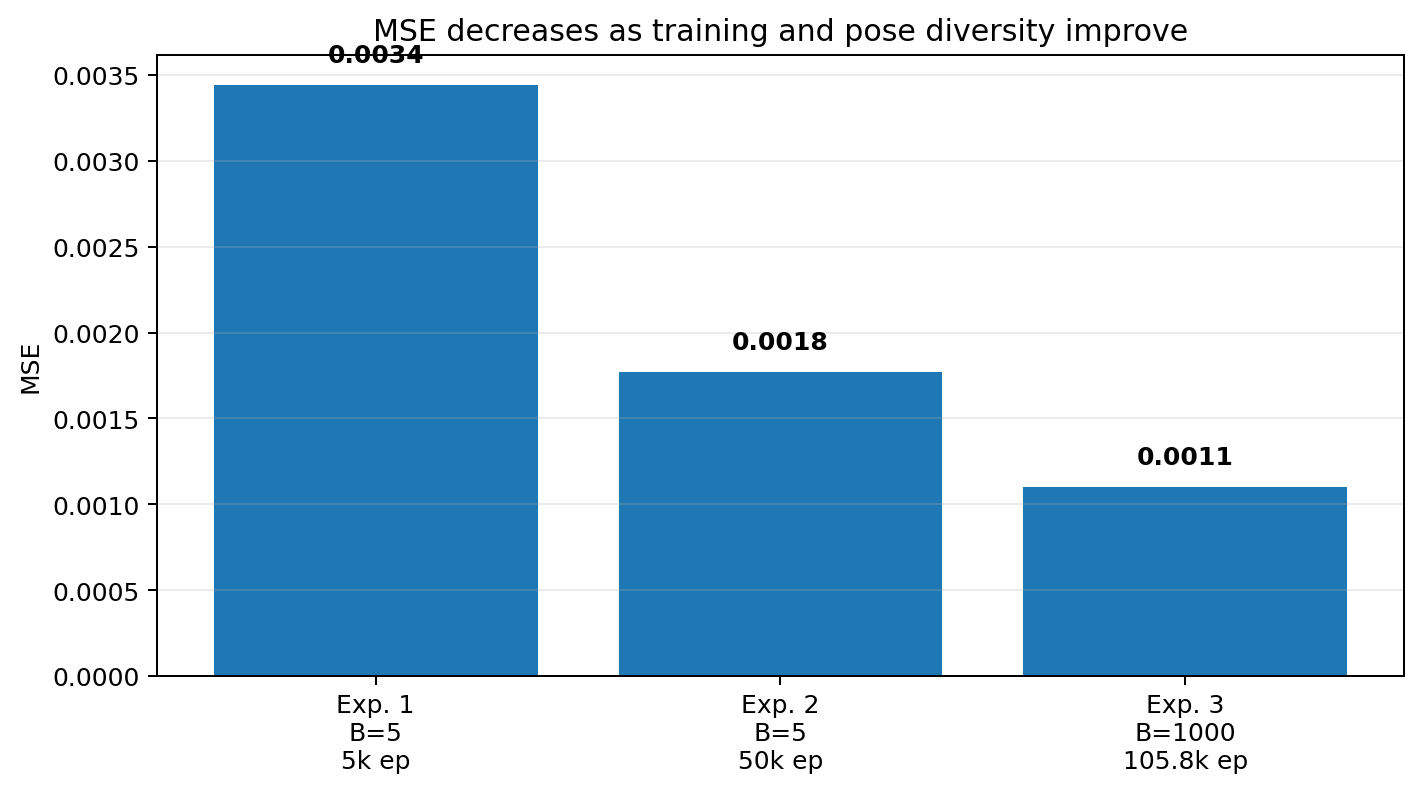 MSE decreases as training and pose diversity improve
0.0034
0.0035
0.0030
0.0025
0.0020
0.0018
0.0015
0.0011
0.0010
0.0005
0.0000
MSE
Exp. 1
B=5
5k ep
Exp. 2
B=5
50k ep
Exp. 3
B=1000
105.8k ep